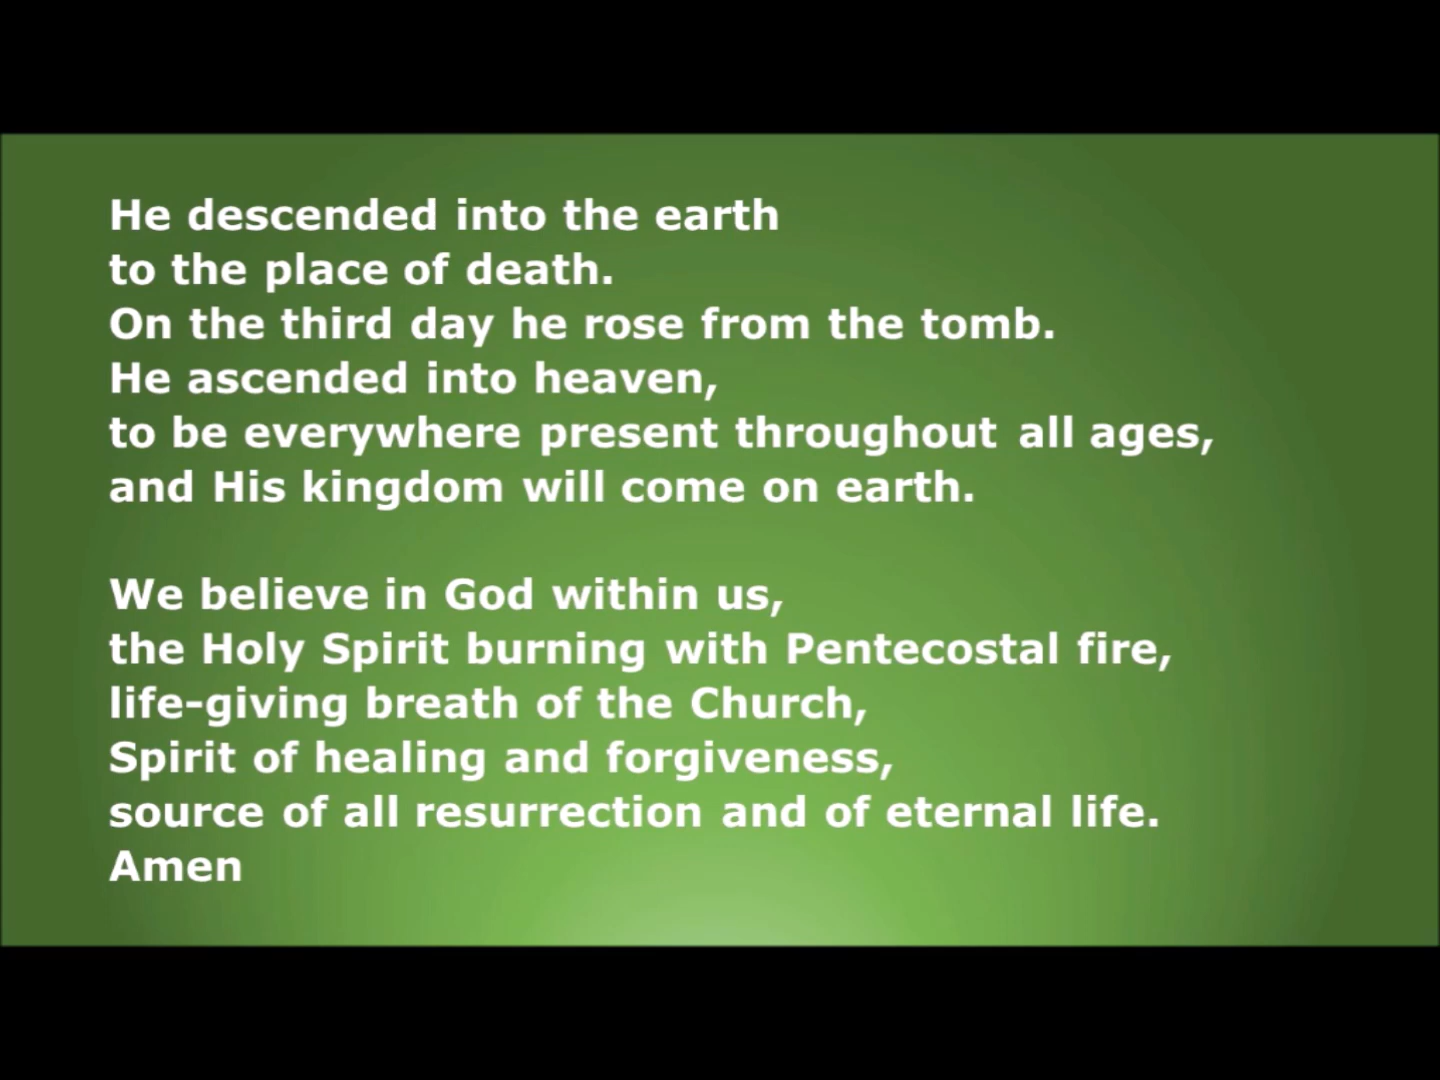 He descended into the earth
to the place of death.
On the third day he rose from the tomb.
He ascended into heaven,
to be everywhere present throughout all ages,
and His kingdom will come on earth.
We believe in God within us,
the Holy Spirit burning with Pentecostal fire,
life-giving breath of the Church,
Spirit of healing and forgiveness,
source of all resurrection and of eternal life.
Amen